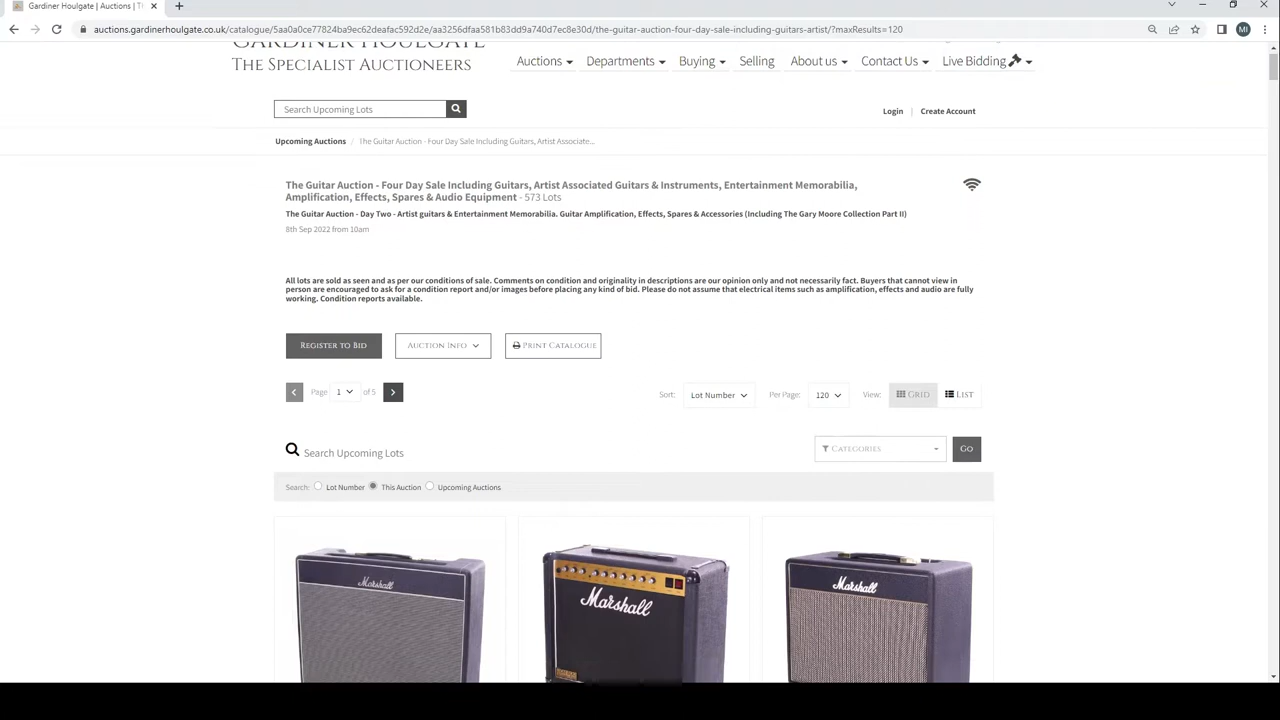 Gardiner Houlgate | Auctions | T
auctions.gardinerhoulgate.co.uk/catalogue/5aa0a0ce77824ba9ec62deafac592d2e/aa3256dfaa581b83dd9a740d7ec8e30d/the-guitar-auction-four-day-sale-including-guitars-artist/?maxResults=120
MI
GARDINER HOULGATE
THE SPECIALIST AUCTIONEERS
Auctions Departments Buying Selling About us Contact Us Live Bidding
Search Upcoming Lots
Login | Create Account
Upcoming Auctions / The Guitar Auction - Four Day Sale Including Guitars, Artist Associate...
The Guitar Auction - Four Day Sale Including Guitars, Artist Associated Guitars & Instruments, Entertainment Memorabilia,
Amplification, Effects, Spares & Audio Equipment - 573 Lots
The Guitar Auction - Day Two - Artist guitars & Entertainment Memorabilia. Guitar Amplification, Effects, Spares & Accessories (Including The Gary Moore Collection Part II)
8th Sep 2022 from 10am
All lots are sold as seen and as per our conditions of sale. Comments on condition and originality in descriptions are our opinion only and not necessarily fact. Buyers that cannot view in
person are encouraged to ask for a condition report and/or images before placing any kind of bid. Please do not assume that electrical items such as amplification, effects and audio are fully
working. Condition reports available.
REGISTER TO BID AUCTION INFO PRINT CATALOGUE
Page 1 of 5 Sort: Lot Number Per Page: 120 View: GRID LIST
Search Upcoming Lots CATEGORIES GO
Search: Lot Number This Auction Upcoming Auctions
Marshall Marshall Marshall